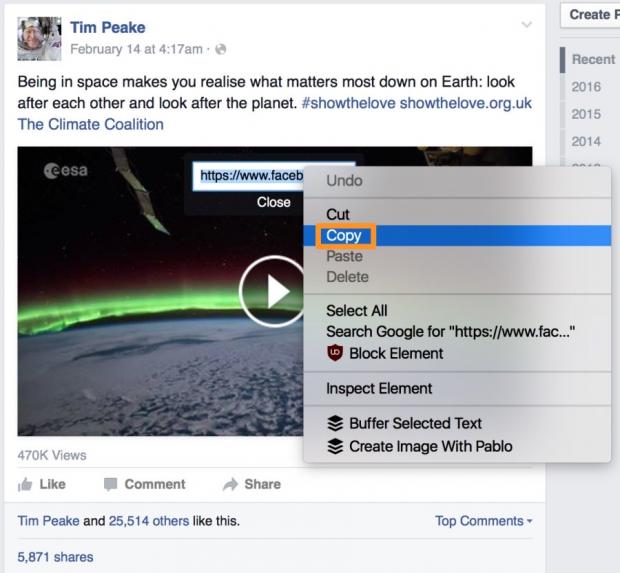 Tim Peake
February 14 at 4:17am ·
Being in space makes you realise what matters most down on Earth: look
after each other and look after the planet. #showthelove showthelove.org.uk
The Climate Coalition
esa
https://www.faceb
Close
Undo
Cut
Copy
Paste
Delete
Select All
Search Google for "https://www.fac..."
Block Element
Inspect Element
Buffer Selected Text
Create Image With Pablo
470K Views
Like Comment Share
Tim Peake and 25,514 others like this. Top Comments
5,871 shares
Create
Recent
2016
2015
2014